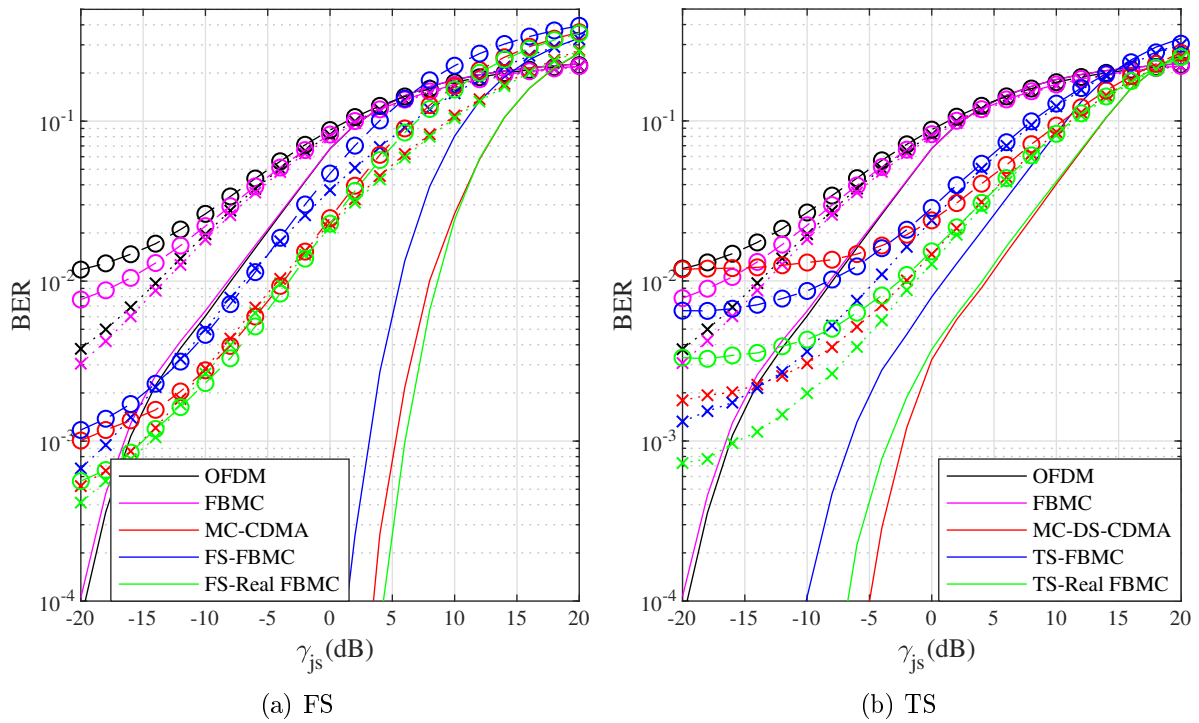 10-1
10-2
10-3
10-4
BER
-20 -15 -10 -5 0 5 10 15 20
γjs(dB)
OFDM
FBMC
MC-CDMA
FS-FBMC
FS-Real FBMC
(a) FS
10-1
10-2
10-3
10-4
BER
-20 -15 -10 -5 0 5 10 15 20
γjs(dB)
OFDM
FBMC
MC-DS-CDMA
TS-FBMC
TS-Real FBMC
(b) TS